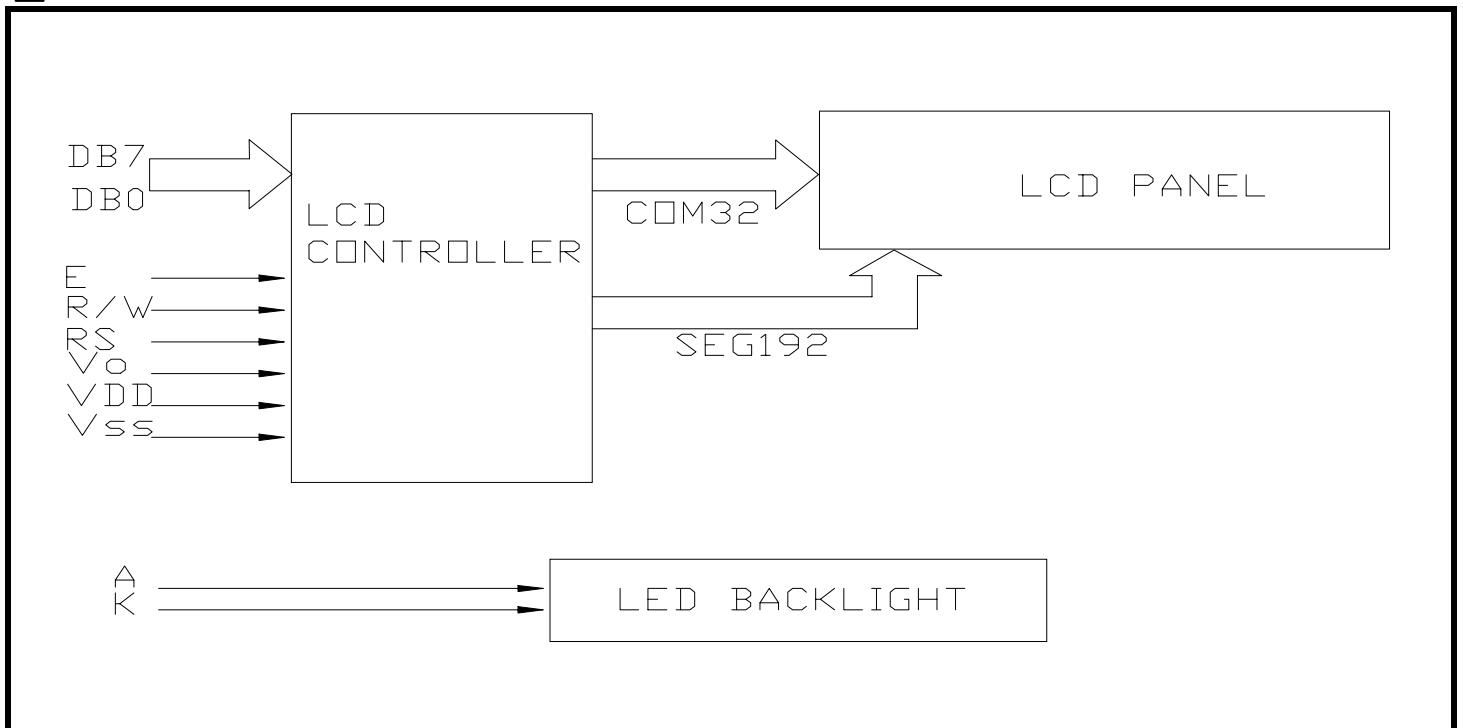 DB7
DB0
LCD
CONTROLLER
COM32
LCD PANEL
E
R/W
RS
Vo
VDD
Vss
SEG192
A
K
LED BACKLIGHT